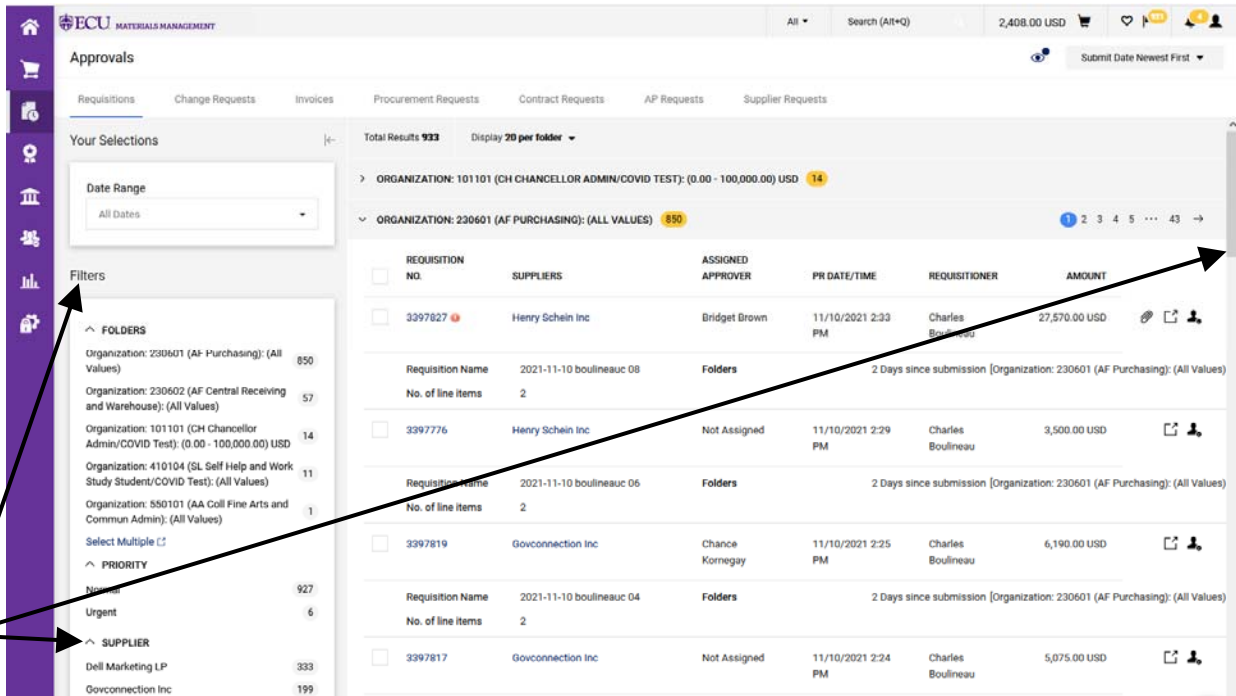 ECU MATERIALS MANAGEMENT
All
Search (Alt+Q)
2,408.00 USD
4
Approvals
Submit Date Newest First
Requisitions Change Requests Invoices Procurement Requests Contract Requests AP Requests Supplier Requests
Your Selections
Date Range
All Dates
Filters
FOLDERS
Organization: 230601 (AF Purchasing): (All
Values)
850
Organization: 230602 (AF Central Receiving
and Warehouse): (All Values)
57
Organization: 101101 (CH Chancellor
Admin/COVID Test): (0.00 - 100,000.00) USD
14
Organization: 410104 (SL Self Help and Work
Study Student/COVID Test): (All Values)
11
Organization: 550101 (AA Coll Fine Arts and
Commun Admin): (All Values)
1
Select Multiple
PRIORITY
Normal 927
Urgent 6
SUPPLIER
Dell Marketing LP 333
Govconnection Inc 199
Total Results 933 Display 20 per folder
ORGANIZATION: 101101 (CH CHANCELLOR ADMIN/COVID TEST): (0.00 - 100,000.00) USD 14
ORGANIZATION: 230601 (AF PURCHASING): (ALL VALUES) 850
1 2 3 4 5 ... 43 →
REQUISITION
NO.
SUPPLIERS
ASSIGNED
APPROVER
PR DATE/TIME
REQUISITIONER
AMOUNT
3397827
Henry Schein Inc
Bridget Brown
11/10/2021 2:33
PM
Charles
Boulineau
27,570.00 USD
Requisition Name 2021-11-10 boulineauc 08 Folders 2 Days since submission [Organization: 230601 (AF Purchasing): (All Values)
No. of line items 2
3397776
Henry Schein Inc
Not Assigned
11/10/2021 2:29
PM
Charles
Boulineau
3,500.00 USD
Requisition Name 2021-11-10 boulineauc 06 Folders 2 Days since submission [Organization: 230601 (AF Purchasing): (All Values)
No. of line items 2
3397819
Govconnection Inc
Chance
Kornegay
11/10/2021 2:25
PM
Charles
Boulineau
6,190.00 USD
Requisition Name 2021-11-10 boulineauc 04 Folders 2 Days since submission [Organization: 230601 (AF Purchasing): (All Values)
No. of line items 2
3397817
Govconnection Inc
Not Assigned
11/10/2021 2:24
PM
Charles
Boulineau
5,075.00 USD